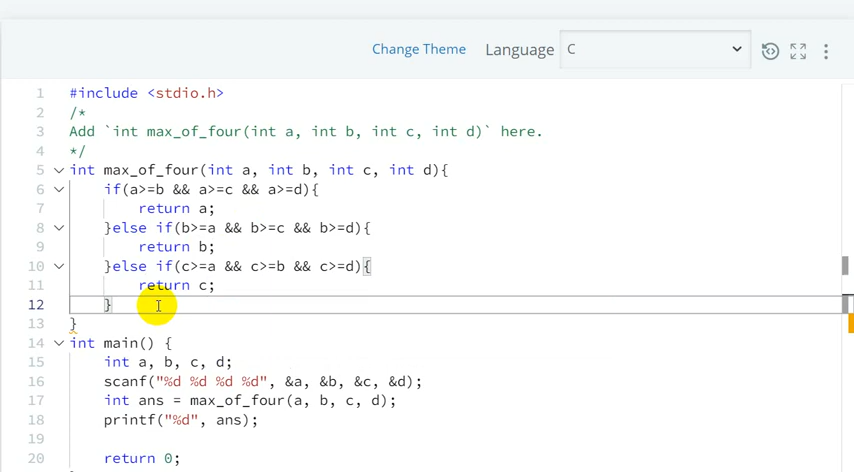 Change Theme Language C
1 #include <stdio.h>
2 /*
3 Add `int max_of_four(int a, int b, int c, int d)` here.
4 */
5 int max_of_four(int a, int b, int c, int d){
6 if(a>=b && a>=c && a>=d){
7 return a;
8 }else if(b>=a && b>=c && b>=d){
9 return b;
10 }else if(c>=a && c>=b && c>=d){
11 return c;
12 }
13 }
14 int main() {
15 int a, b, c, d;
16 scanf("%d %d %d %d", &a, &b, &c, &d);
17 int ans = max_of_four(a, b, c, d);
18 printf("%d", ans);
19
20 return 0;